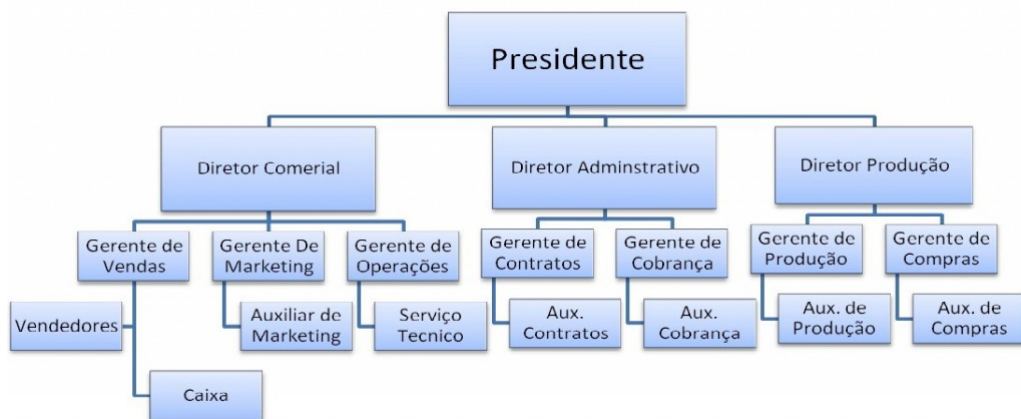 Presidente
Diretor Comerial
Diretor Adminstrativo
Diretor Produção
Gerente de
Vendas
Gerente De
Marketing
Gerente de
Operações
Gerente de
Contratos
Gerente de
Cobrança
Gerente de
Produção
Gerente de
Compras
Vendedores
Auxiliar de
Marketing
Serviço
Tecnico
Aux.
Contratos
Aux.
Cobrança
Aux. de
Produção
Aux. de
Compras
Caixa